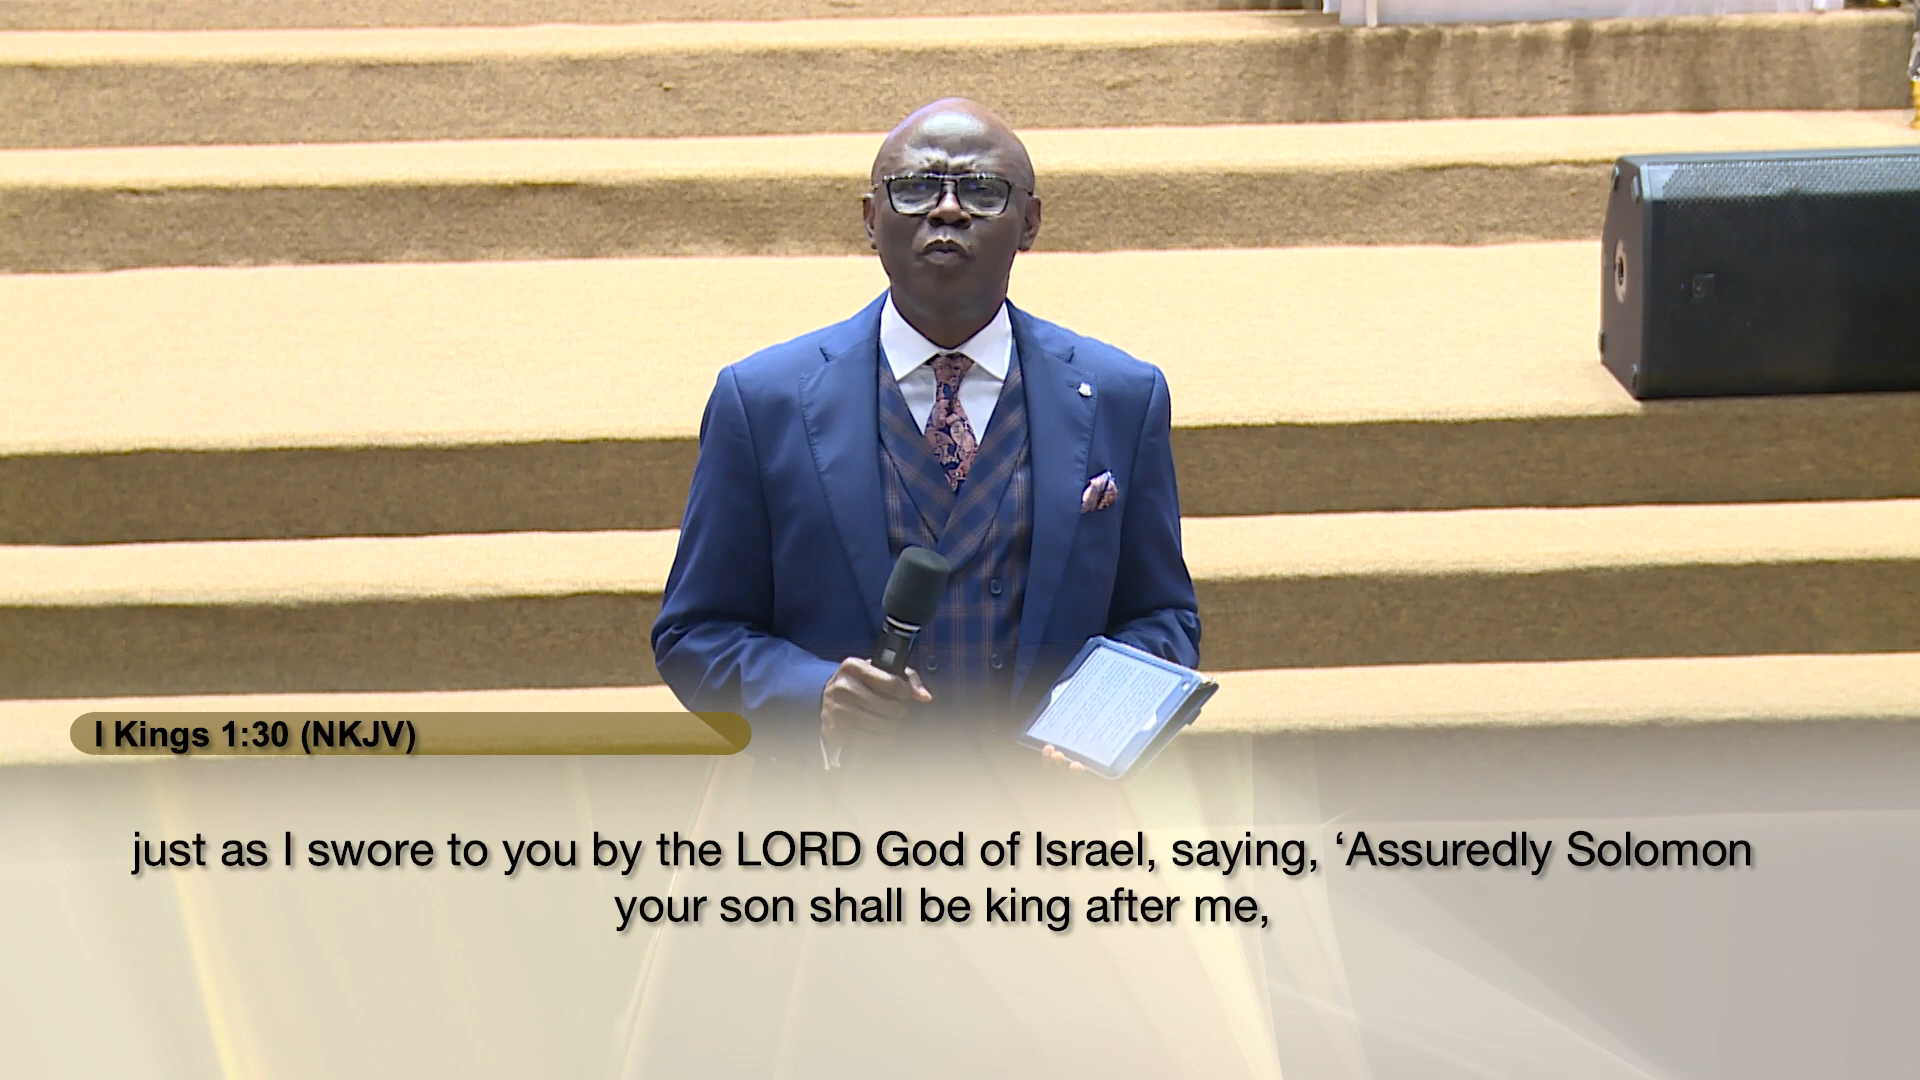 I Kings 1:30 (NKJV)
just as I swore to you by the LORD God of Israel, saying, ‘Assuredly Solomon
your son shall be king after me,